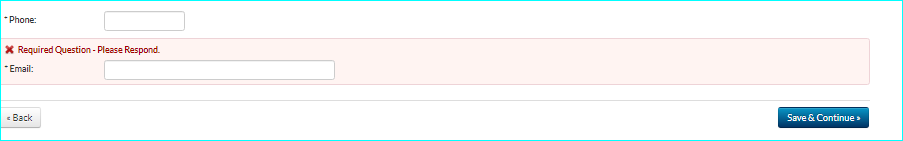 * Phone:
Required Question - Please Respond.
* Email:
« Back
Save & Continue »